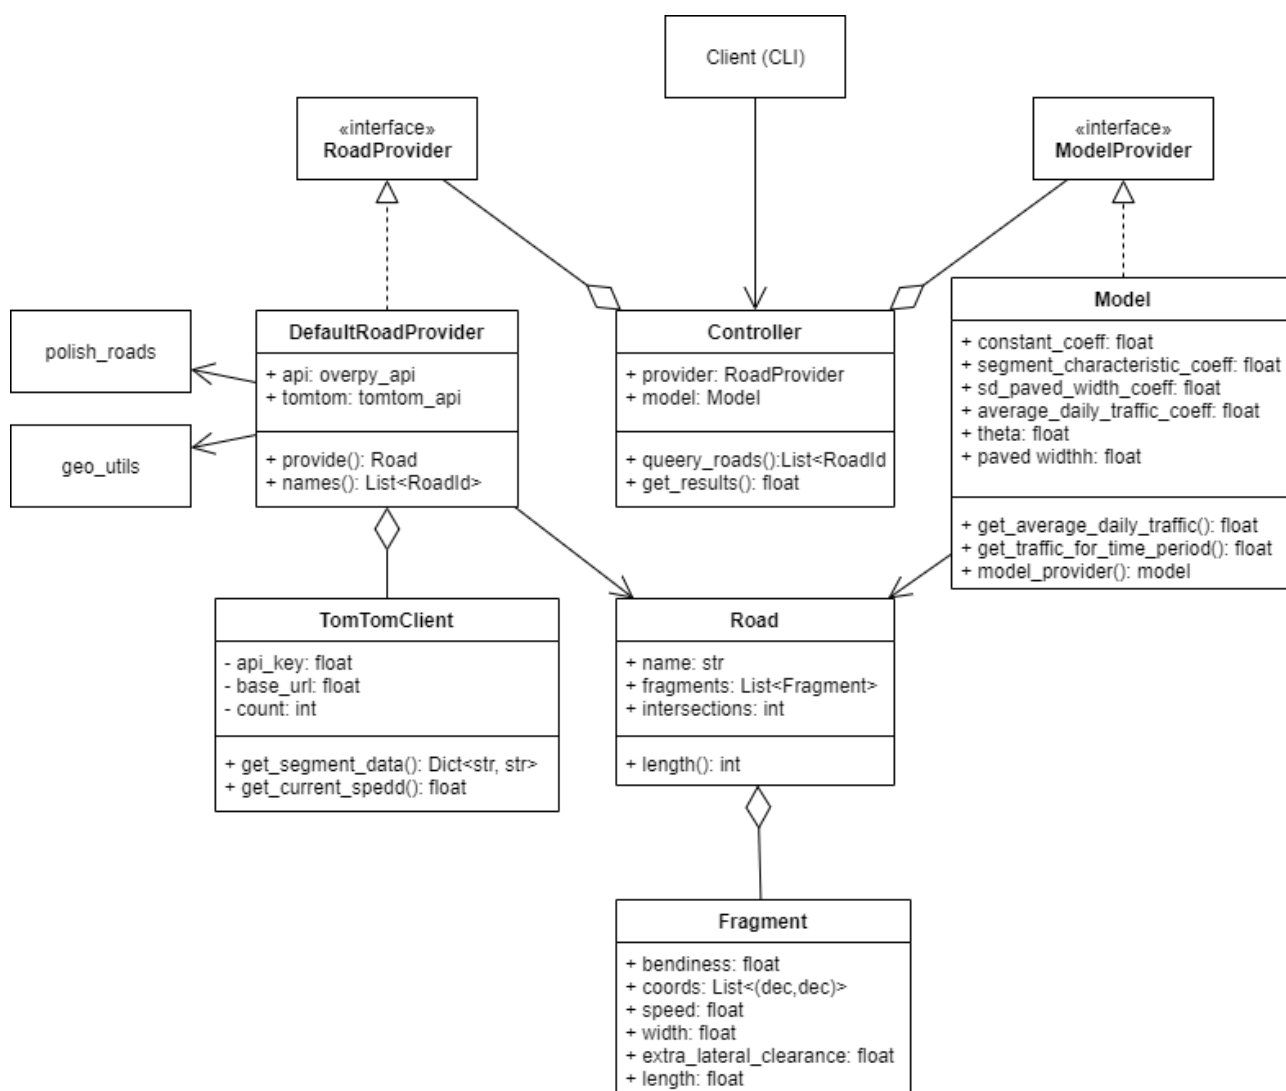 Client (CLI)
«interface»
RoadProvider
«interface»
ModelProvider
polish_roads
geo_utils
DefaultRoadProvider
+ api: overpy_api
+ tomtom: tomtom_api
+ provide(): Road
+ names(): List<RoadId>
Controller
+ provider: RoadProvider
+ model: Model
+ queery_roads():List<RoadId
+ get_results(): float
Model
+ constant_coeff: float
+ segment_characteristic_coeff: float
+ sd_paved_width_coeff: float
+ average_daily_traffic_coeff: float
+ theta: float
+ paved widthh: float
+ get_average_daily_traffic(): float
+ get_traffic_for_time_period(): float
+ model_provider(): model
TomTomClient
- api_key: float
- base_url: float
- count: int
+ get_segment_data(): Dict<str, str>
+ get_current_spedd(): float
Road
+ name: str
+ fragments: List<Fragment>
+ intersections: int
+ length(): int
Fragment
+ bendiness: float
+ coords: List<(dec,dec)>
+ speed: float
+ width: float
+ extra_lateral_clearance: float
+ length: float